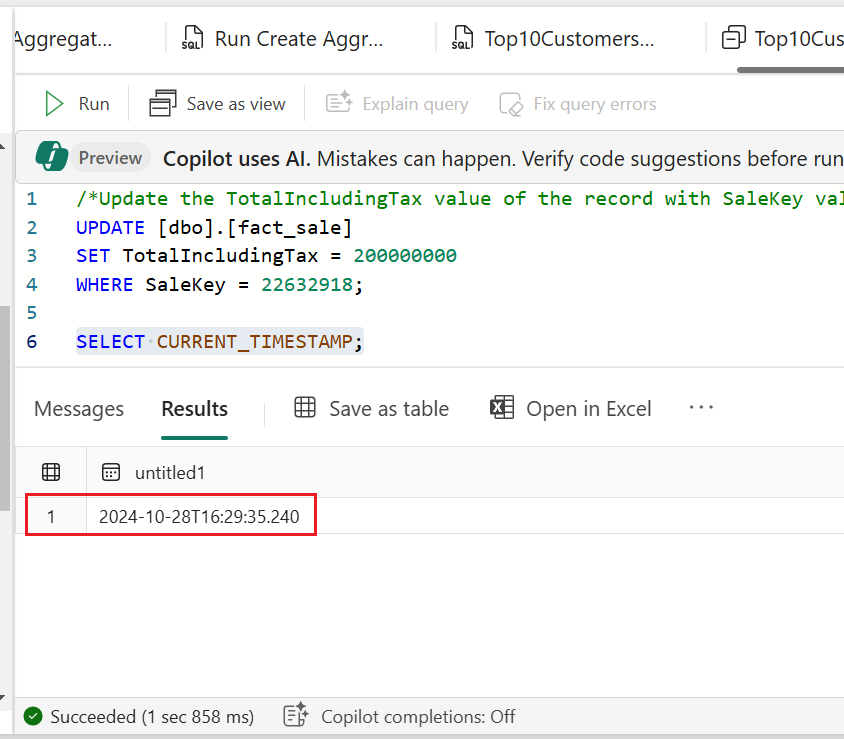 Aggregat... Run Create Aggr... Top10Customers... Top10Cus
Run Save as view Explain query Fix query errors
Preview Copilot uses AI. Mistakes can happen. Verify code suggestions before run
1 /*Update the TotalIncludingTax value of the record with SaleKey val
2 UPDATE [dbo].[fact_sale]
3 SET TotalIncludingTax = 200000000
4 WHERE SaleKey = 22632918;
5
6 SELECT CURRENT_TIMESTAMP;
Messages Results Save as table Open in Excel ...
untitled1
1 2024-10-28T16:29:35.240
Succeeded (1 sec 858 ms) Copilot completions: Off